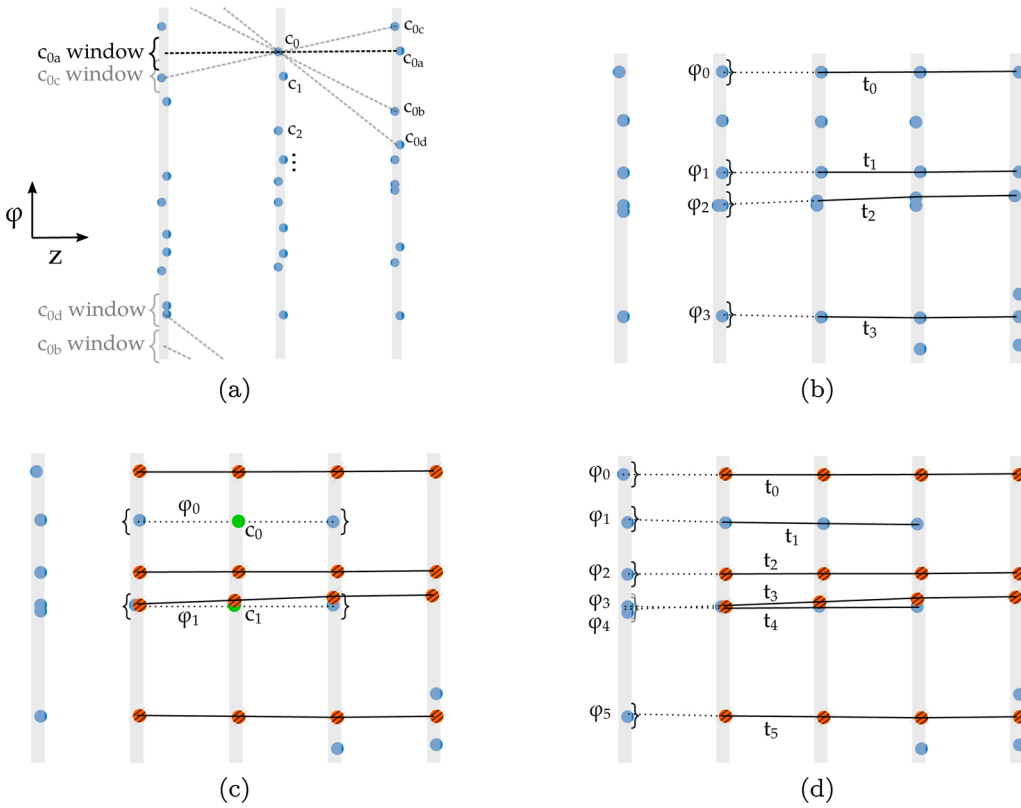 c₀
c₀c
c₀a window
c₀a
c₀c window
c₁
c₀b
c₂
c₀d
⋮
φ
z
c₀d window
c₀b window
(a)
φ₀
t₀
φ₁
t₁
φ₂
t₂
φ₃
t₃
(b)
φ₀
c₀
φ₁
c₁
(c)
φ₀
t₀
φ₁
t₁
φ₂
t₂
φ₃
t₃
φ₄
t₄
φ₅
t₅
(d)